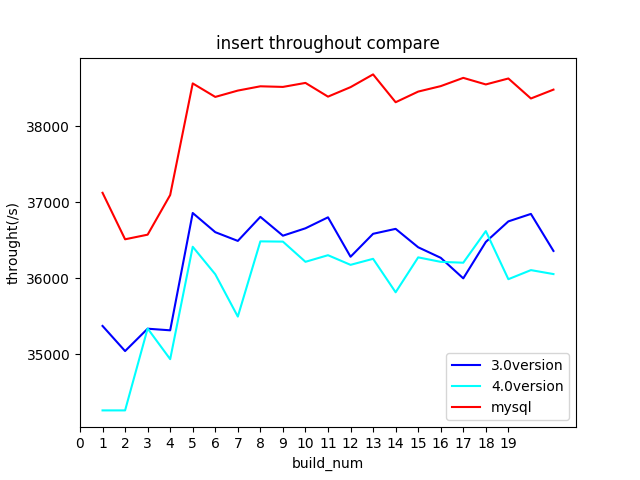 insert throughout compare
throught(/s)
38000
37000
36000
35000
3.0version
4.0version
mysql
0 1 2 3 4 5 6 7 8 9 10 11 12 13 14 15 16 17 18 19
build_num